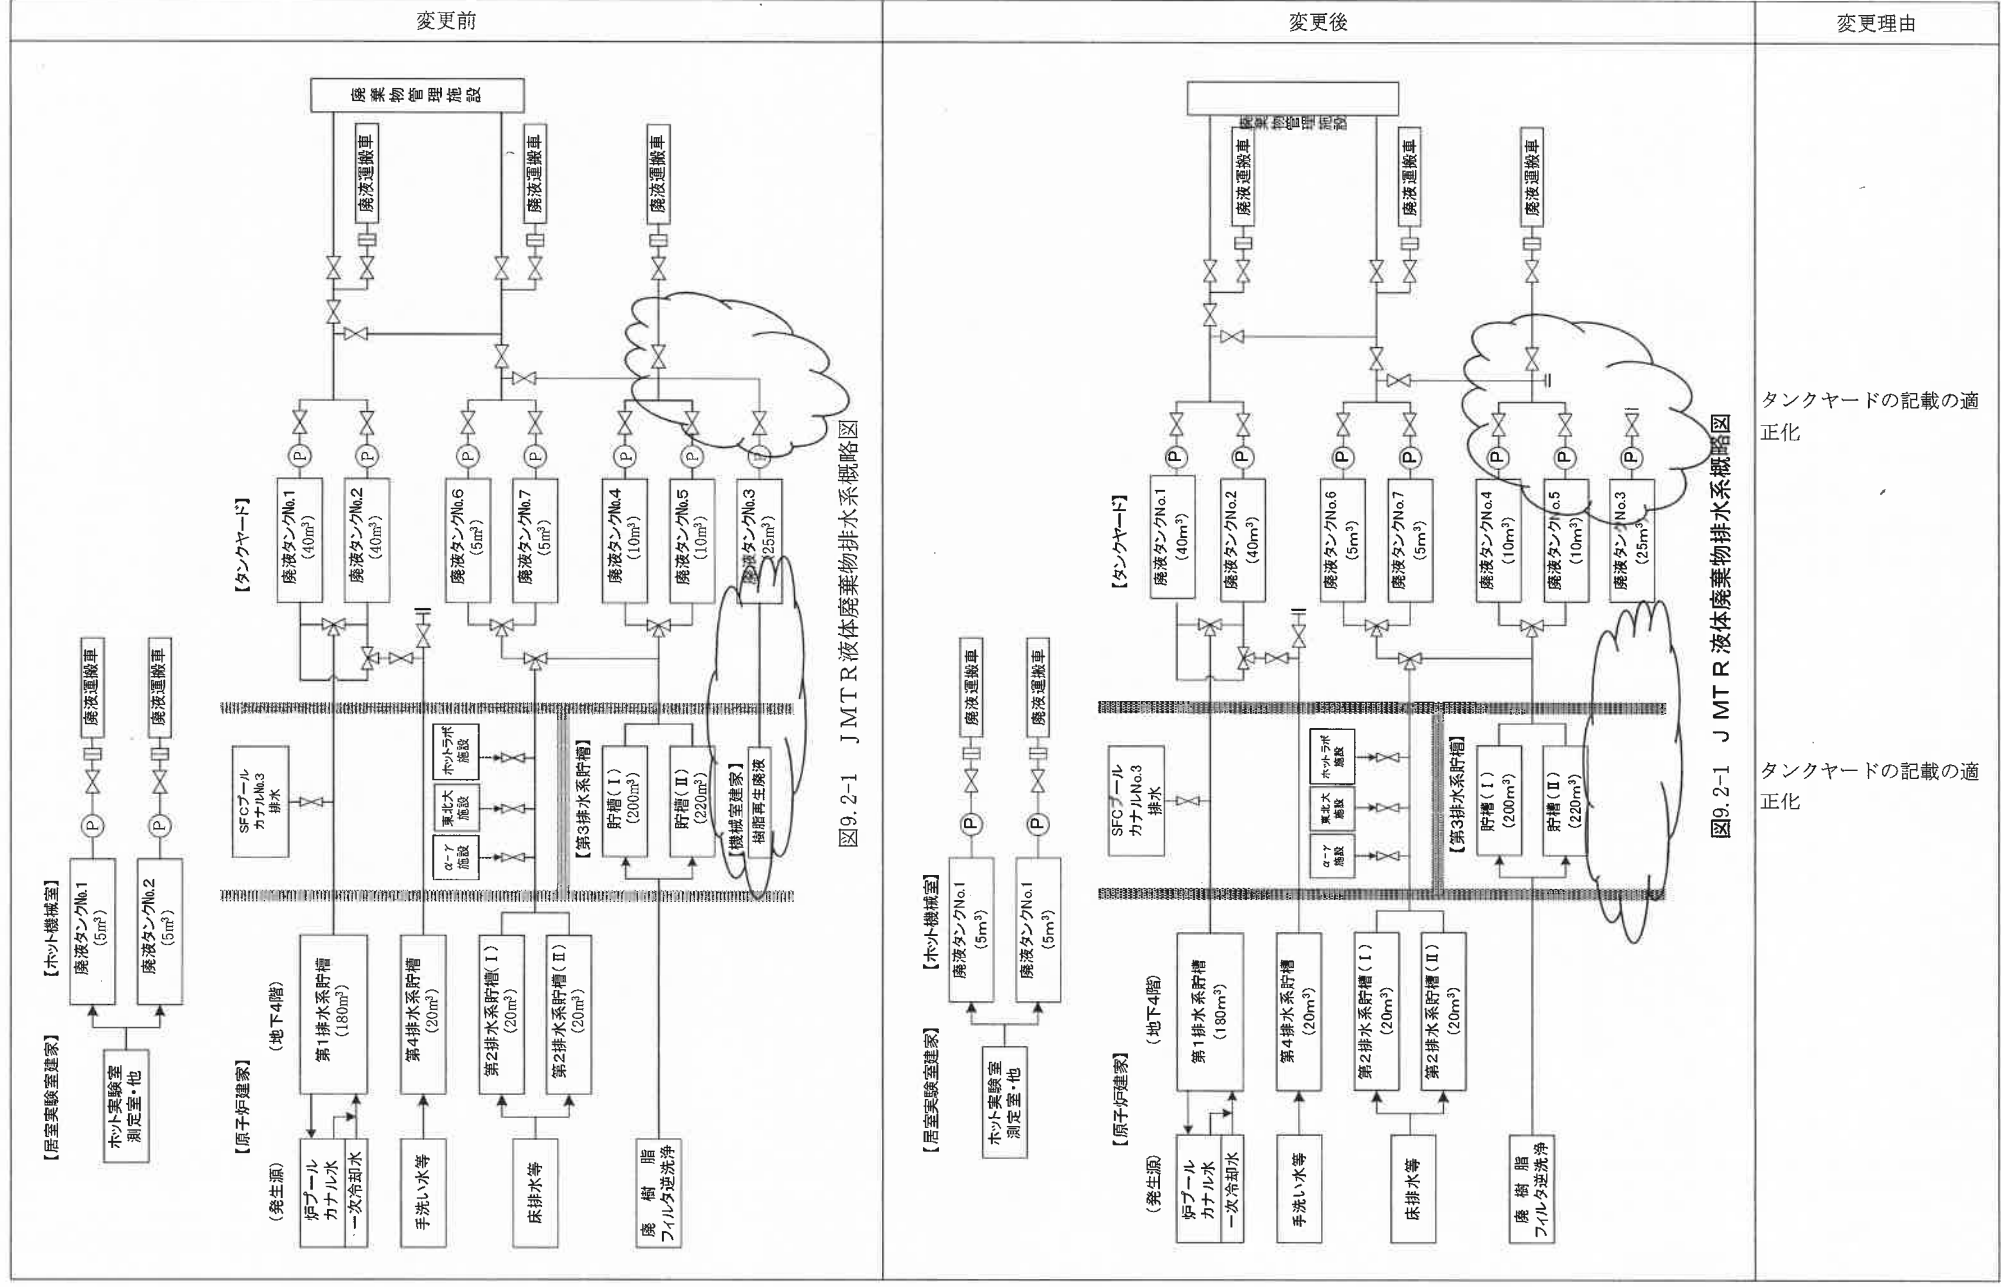 変更前
変更後
変更理由
廃棄物管理施設
廃液運搬車
廃液運搬車
廃液運搬車
【タンクヤード】
廃液タンクNo.1
(40m³)
廃液タンクNo.2
(40m³)
廃液タンクNo.6
(5m³)
廃液タンクNo.7
(5m³)
廃液タンクNo.4
(10m³)
廃液タンクNo.5
(10m³)
廃液タンクNo.3
(25m³)
P
P
P
P
P
P
P
廃液運搬車
廃液運搬車
P
P
【ホット機械室】
廃液タンクNo.1
(5m³)
廃液タンクNo.2
(5m³)
【居室実験室建家】
ホット実験室
測定室・他
SFCプール
カナルNo.3
排水
ホットラボ
施設
東北大
施設
α-γ
施設
【第3排水系貯槽】
貯槽(Ⅰ)
(200m³)
貯槽(Ⅱ)
(220m³)
【機械室建家】
樹脂再生廃液
【原子炉建家】
(地下4階)
第1排水系貯槽
(180m³)
第4排水系貯槽
(20m³)
第2排水系貯槽(Ⅰ)
(20m³)
第2排水系貯槽(Ⅱ)
(20m³)
(発生源)
炉プール
カナル水
一次冷却水
手洗い水等
床排水等
廃樹脂
フィルタ逆洗浄
図9.2-1 JMTR液体廃棄物排水系概略図
廃棄物管理施設
廃液運搬車
廃液運搬車
廃液運搬車
【タンクヤード】
廃液タンクNo.1
(40m³)
廃液タンクNo.2
(40m³)
廃液タンクNo.6
(5m³)
廃液タンクNo.7
(5m³)
廃液タンクNo.4
(10m³)
廃液タンクNo.5
(10m³)
廃液タンクNo.3
(25m³)
P
P
P
P
P
P
P
廃液運搬車
廃液運搬車
P
P
【ホット機械室】
廃液タンクNo.1
(5m³)
廃液タンクNo.1
(5m³)
【居室実験室建家】
ホット実験室
測定室・他
SFCプール
カナルNo.3
排水
ホットラボ
施設
東北大
施設
α-γ
施設
【第3排水系貯槽】
貯槽(Ⅰ)
(200m³)
貯槽(Ⅱ)
(220m³)
【原子炉建家】
(地下4階)
第1排水系貯槽
(180m³)
第4排水系貯槽
(20m³)
第2排水系貯槽(Ⅰ)
(20m³)
第2排水系貯槽(Ⅱ)
(20m³)
(発生源)
炉プール
カナル水
一次冷却水
手洗い水等
床排水等
廃樹脂
フィルタ逆洗浄
図9.2-1 JMTR液体廃棄物排水系概略図
タンクヤードの記載の適
正化
タンクヤードの記載の適
正化